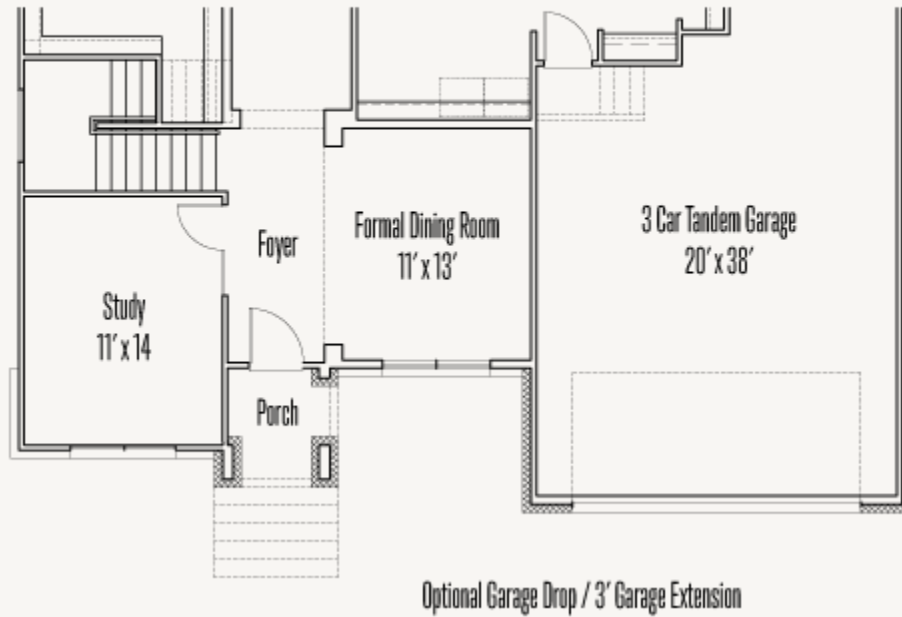 3 Car Tandem Garage
20' x 38'
Formal Dining Room
11' x 13'
Foyer
Study
11' x 14
Porch
Optional Garage Drop / 3' Garage Extension